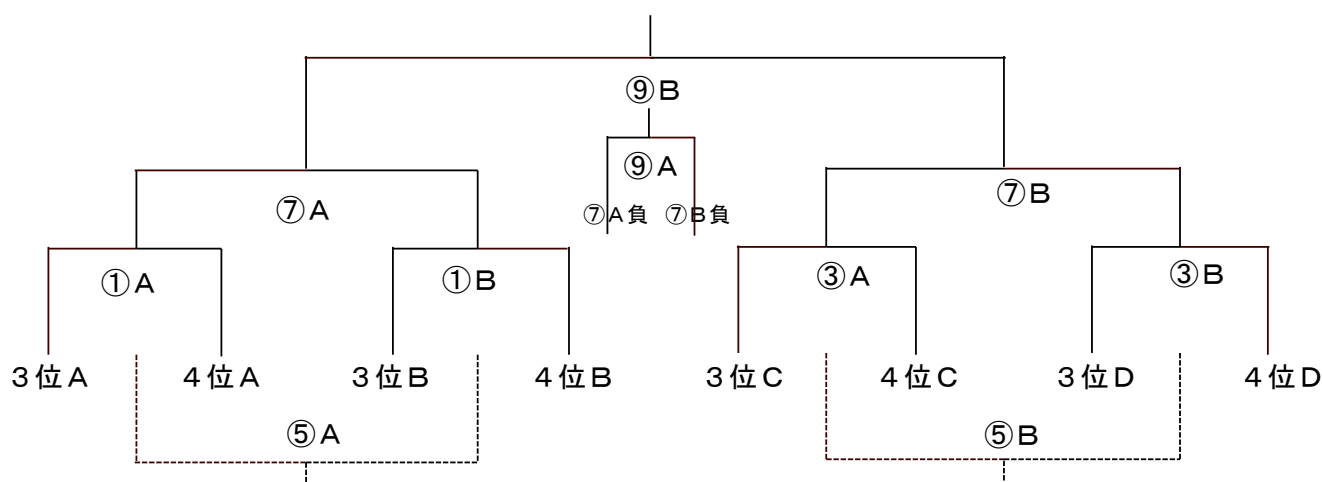 ⑨Ｂ
⑨Ａ
⑦Ａ負 ⑦Ｂ負
⑦Ａ ⑦Ｂ
①Ａ ①Ｂ ③Ａ ③Ｂ
３位Ａ ４位Ａ ３位Ｂ ４位Ｂ ３位Ｃ ４位Ｃ ３位Ｄ ４位Ｄ
⑤Ａ ⑤Ｂ